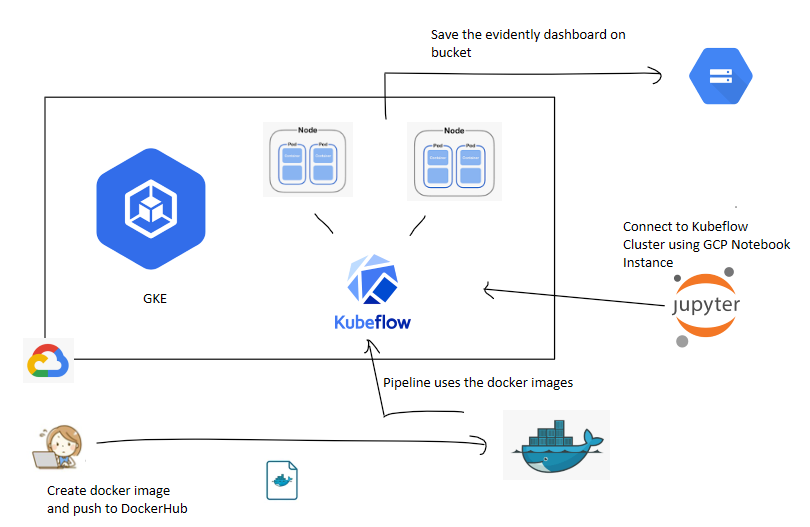 Save the evidently dashboard on
bucket
Node
Pod Pod
Container Container
Node
Pod Pod
Container Container
GKE
Kubeflow
Connect to Kubeflow
Cluster using GCP Notebook
Instance
jupyter
Pipeline uses the docker images
Create docker image
and push to DockerHub